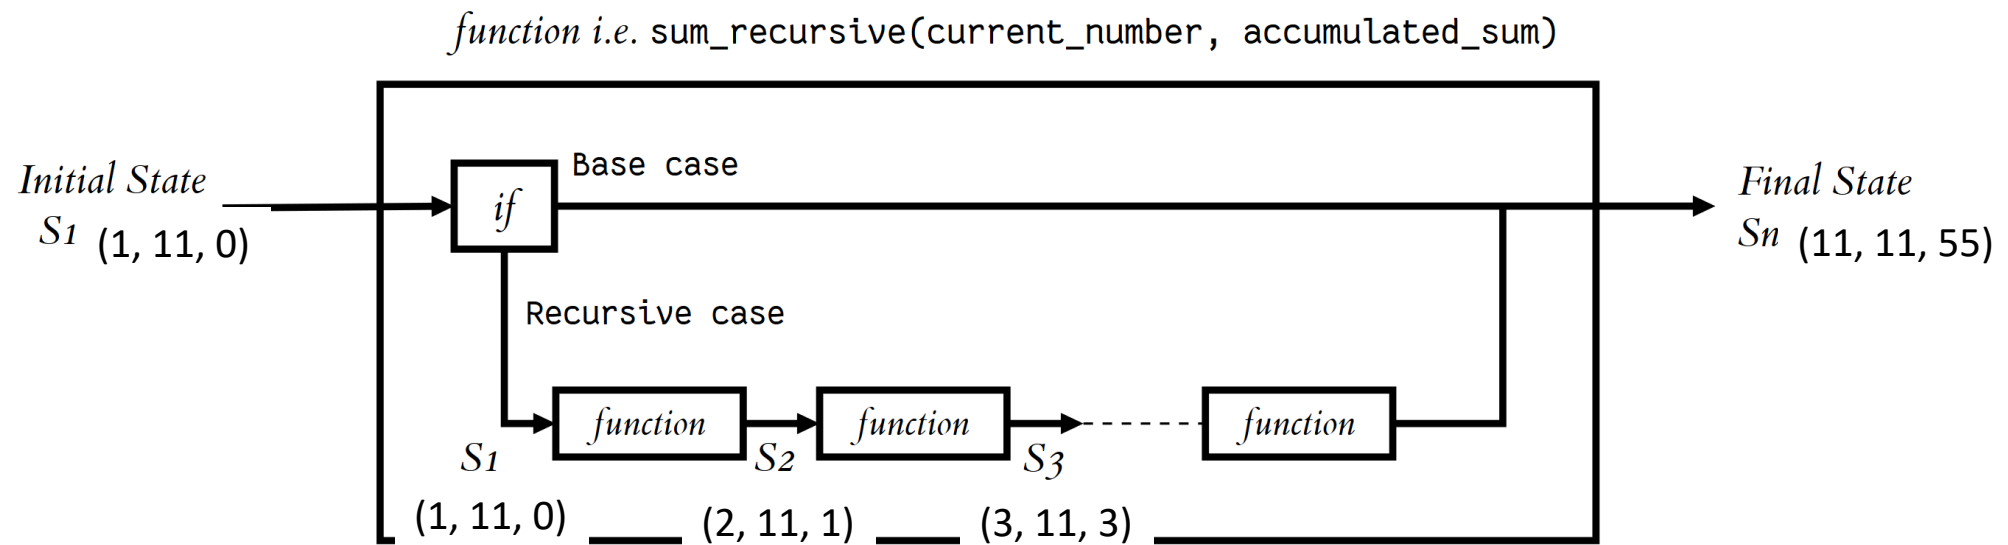 function i.e. sum_recursive(current_number, accumulated_sum)
Initial State
S1 (1, 11, 0)
if
Base case
Final State
Sn (11, 11, 55)
Recursive case
function
function
function
S1
S2
S3
(1, 11, 0)
(2, 11, 1)
(3, 11, 3)